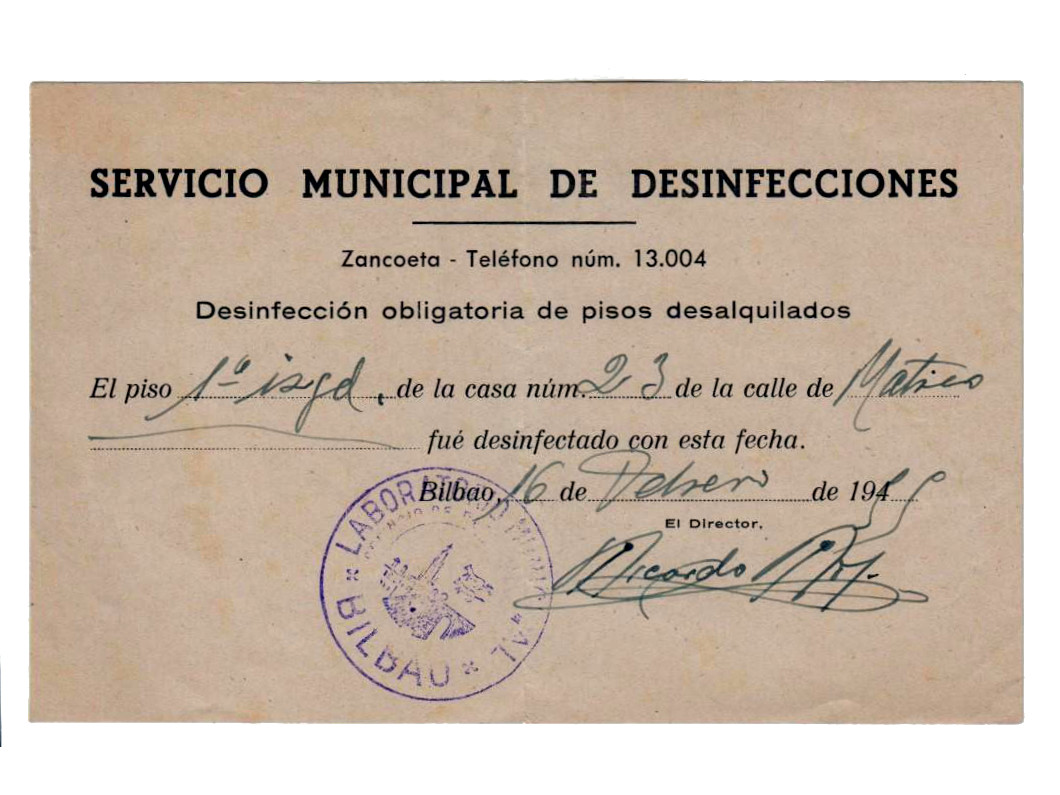 SERVICIO MUNICIPAL DE DESINFECCIONES
Zancoeta - Teléfono núm. 13.004
Desinfección obligatoria de pisos desalquilados
El piso 1º izqd, de la casa núm. 23 de la calle de Matico
fué desinfectado con esta fecha.
Bilbao, 16 de Febrero de 1955
El Director,
Ricardo
LABORATORIO MUNICIPAL
BILBAO